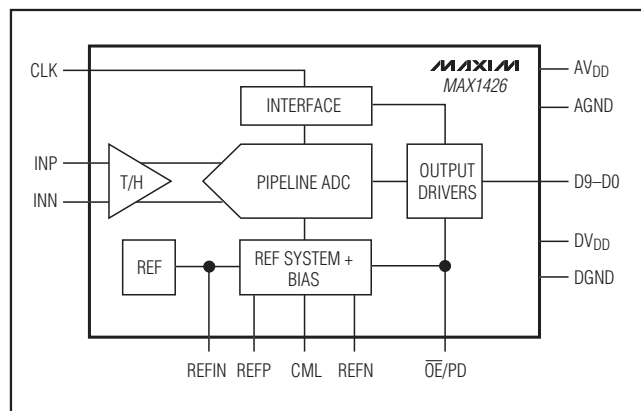 CLK
MAXIM
MAX1426
AVDD
AGND
INTERFACE
INP
INN
T/H
PIPELINE ADC
OUTPUT
DRIVERS
D9–D0
REF
REF SYSTEM +
BIAS
DVDD
DGND
REFIN
REFP
CML
REFN
O̅E̅/PD